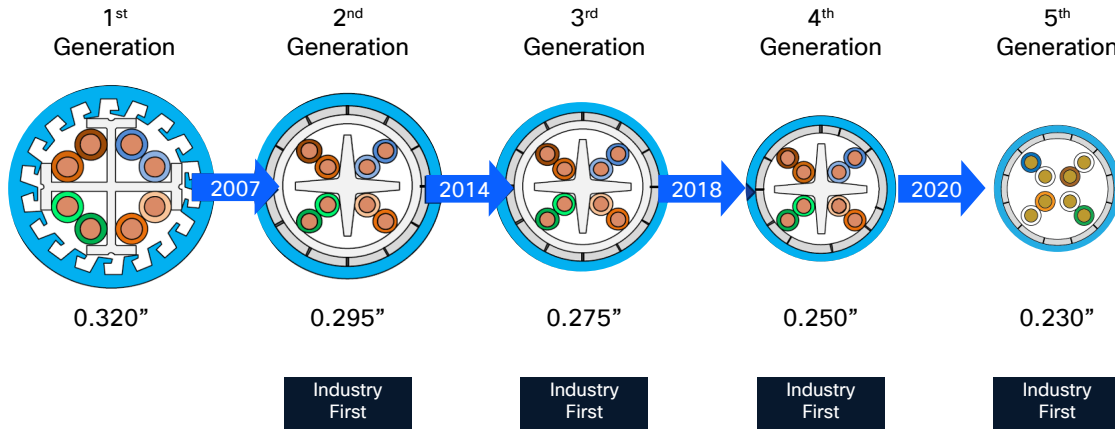 1st
Generation
2nd
Generation
3rd
Generation
4th
Generation
5th
Generation
2007
2014
2018
2020
0.320”
0.295”
0.275”
0.250”
0.230”
Industry
First
Industry
First
Industry
First
Industry
First